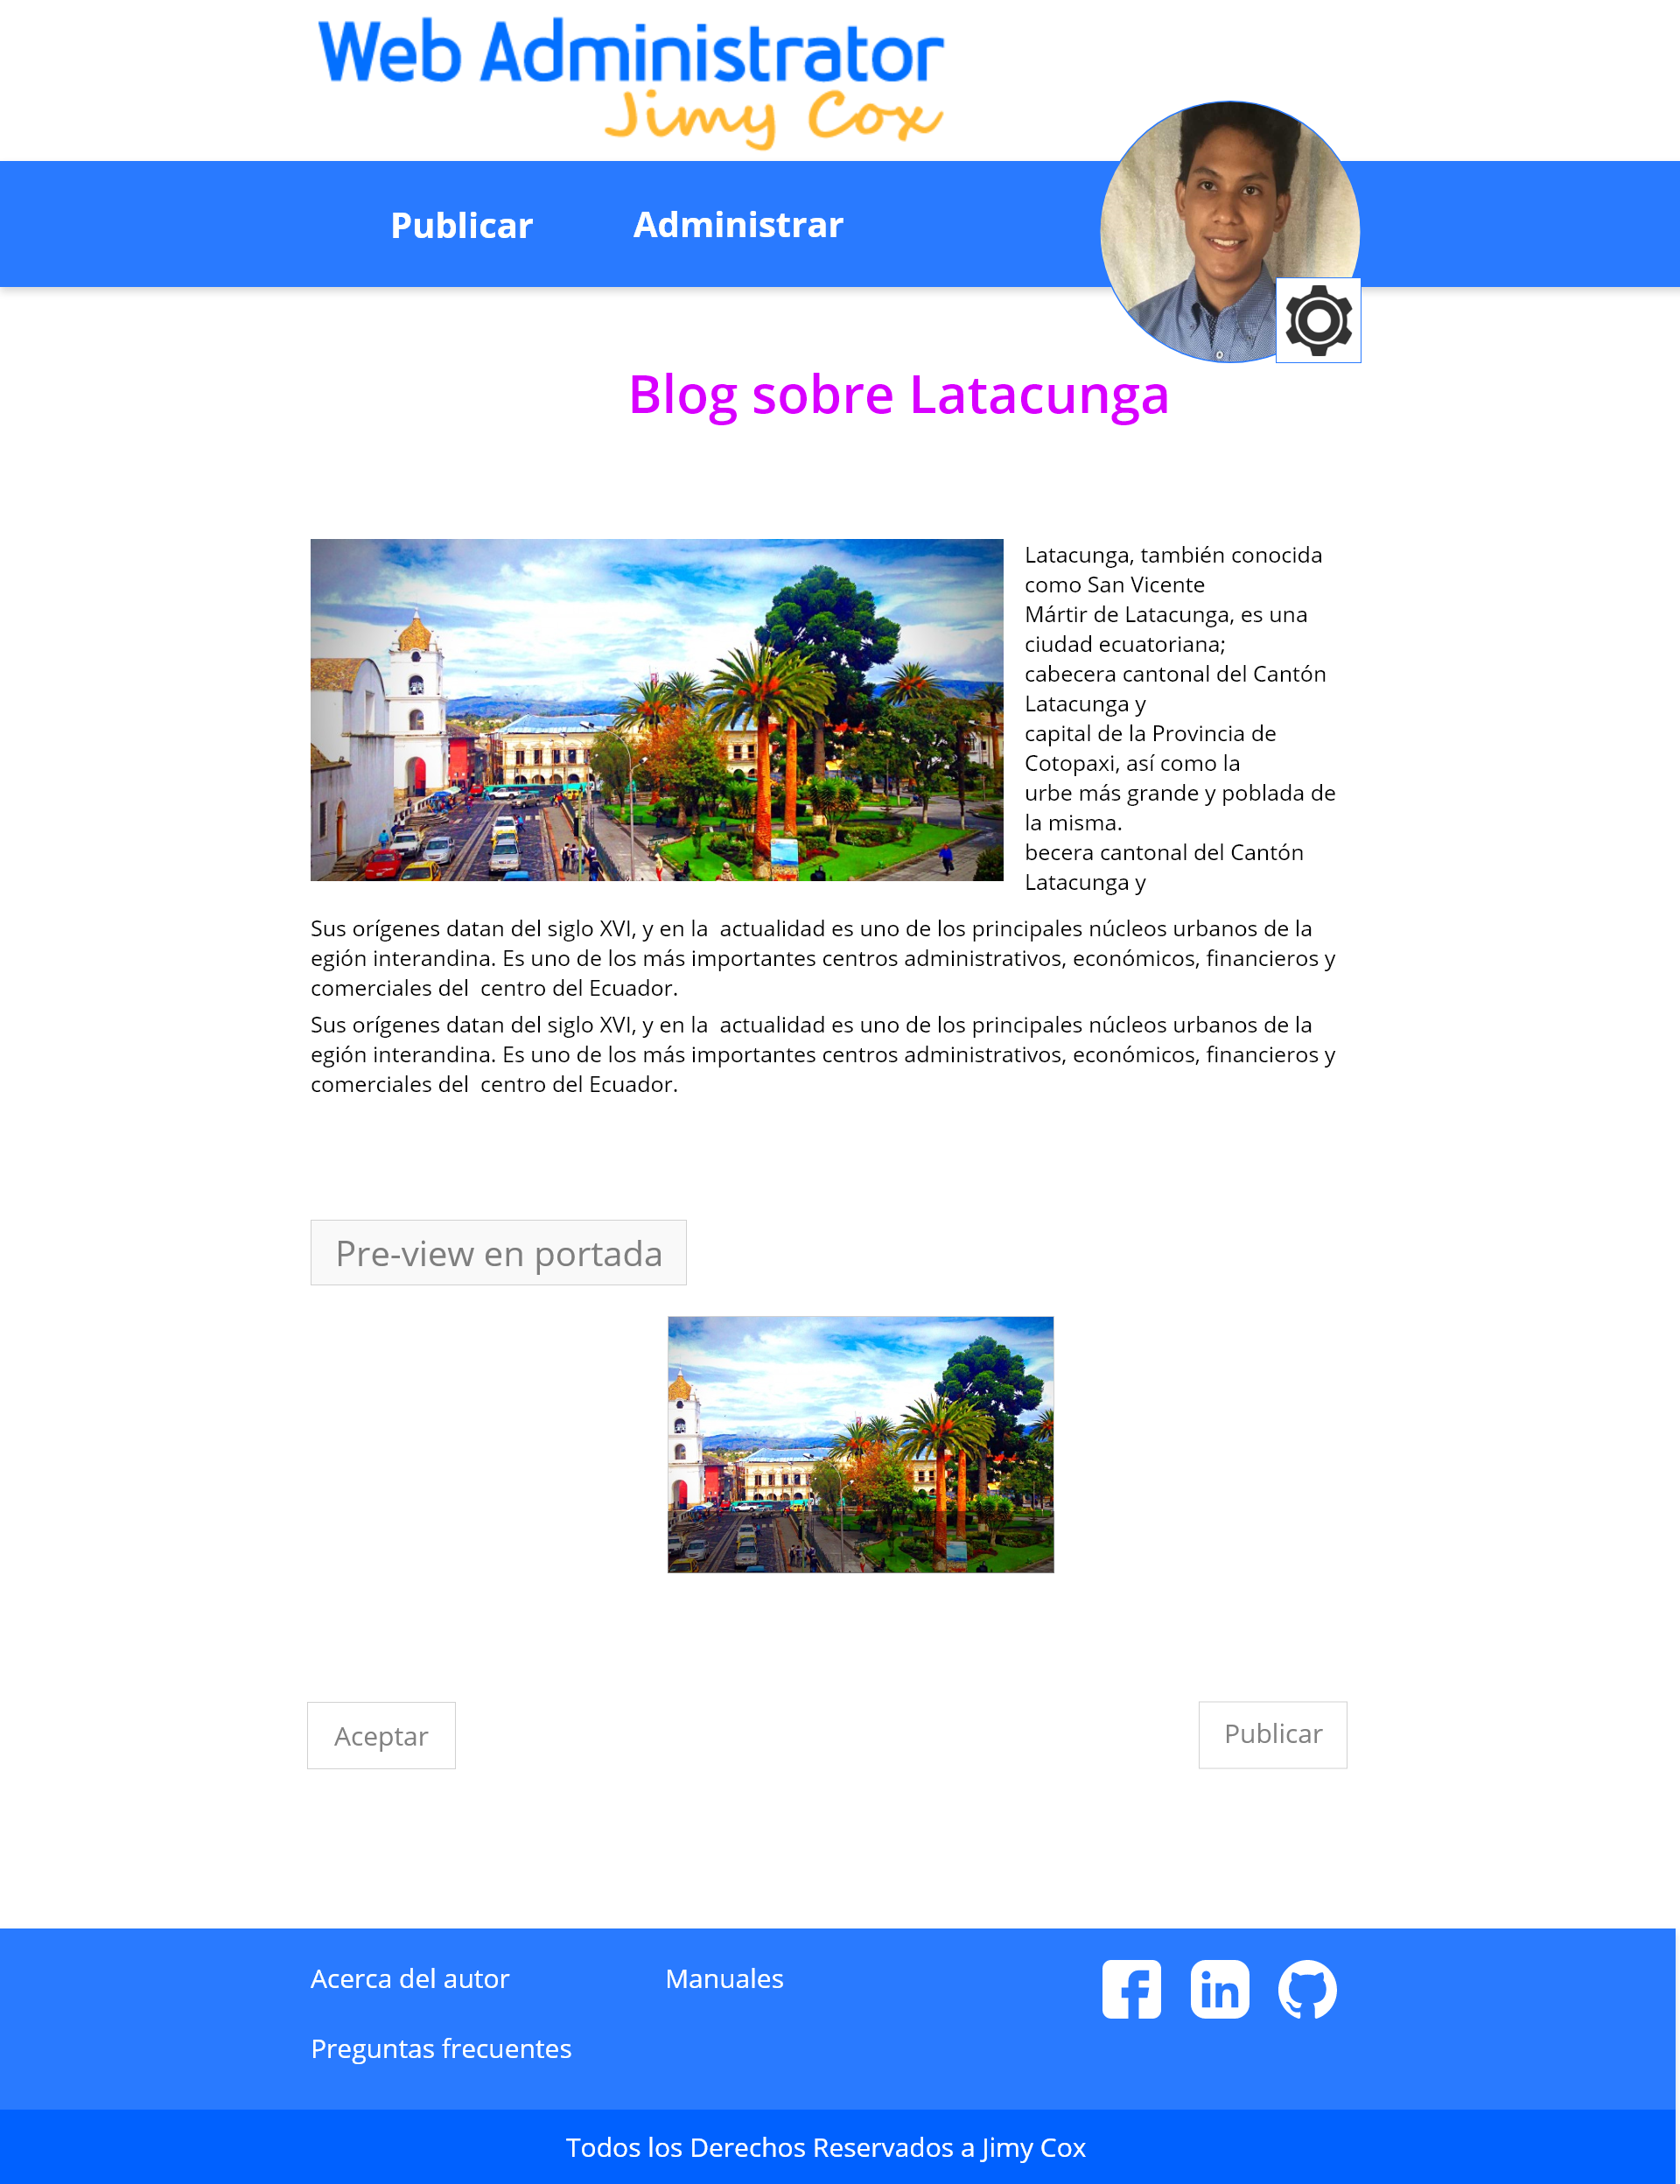 Web Administrator
Jimy Cox
Publicar
Administrar
Blog sobre Latacunga
Latacunga, también conocida
como San Vicente
Mártir de Latacunga, es una
ciudad ecuatoriana;
cabecera cantonal del Cantón
Latacunga y
capital de la Provincia de
Cotopaxi, así como la
urbe más grande y poblada de
la misma.
becera cantonal del Cantón
Latacunga y
Sus orígenes datan del siglo XVI, y en la  actualidad es uno de los principales núcleos urbanos de la
egión interandina. Es uno de los más importantes centros administrativos, económicos, financieros y
comerciales del  centro del Ecuador.
Sus orígenes datan del siglo XVI, y en la  actualidad es uno de los principales núcleos urbanos de la
egión interandina. Es uno de los más importantes centros administrativos, económicos, financieros y
comerciales del  centro del Ecuador.
Pre-view en portada
Aceptar
Publicar
Acerca del autor
Manuales
Preguntas frecuentes
Todos los Derechos Reservados a Jimy Cox